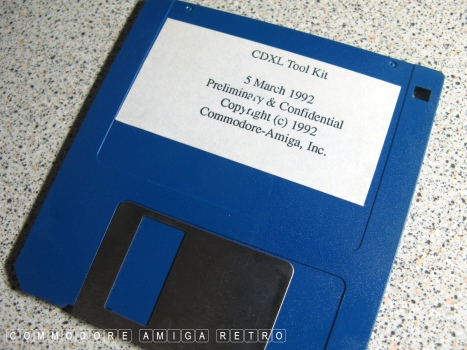 CDXL Tool Kit
5 March 1992
Preliminary & Confidential
Copyright (c) 1992
Commodore-Amiga, Inc.
COMMODORE AMIGA RETRO